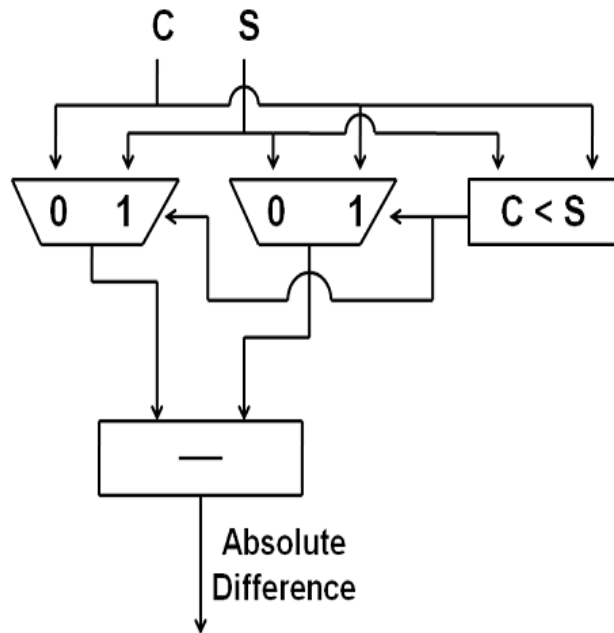 C S
0 1
0 1
C < S
—
Absolute
Difference